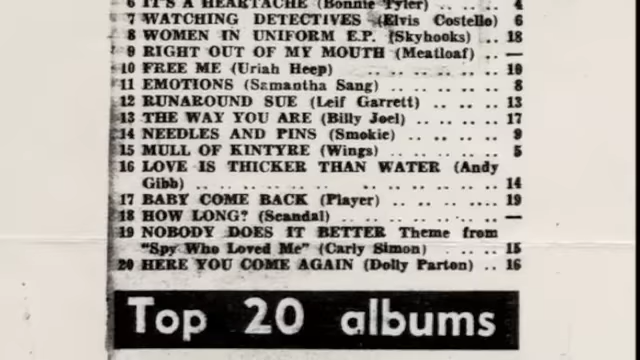 6 IT'S A HEARTACHE (Bonnie Tyler) .. .. 4
7 WATCHING DETECTIVES (Elvis Costello) 6
8 WOMEN IN UNIFORM E.P. (Skyhooks) .. 18
9 RIGHT OUT OF MY MOUTH (Meatloaf) .. —
10 FREE ME (Uriah Heep) .. .. .. .. .. 10
11 EMOTIONS (Samantha Sang) .. .. .. .. 8
12 RUNAROUND SUE (Leif Garrett) .. .. .. 13
13 THE WAY YOU ARE (Billy Joel) .. .. .. 17
14 NEEDLES AND PINS (Smokie) .. .. .. .. 9
15 MULL OF KINTYRE (Wings) .. .. .. .. 5
16 LOVE IS THICKER THAN WATER (Andy
Gibb) .. .. .. .. .. .. .. .. .. .. 14
17 BABY COME BACK (Player) .. .. .. .... 19
18 HOW LONG? (Scandal) .. .. .. .. .. .. —
19 NOBODY DOES IT BETTER Theme from
"Spy Who Loved Me" (Carly Simon) .. .. 15
20 HERE YOU COME AGAIN (Dolly Parton) .. 16
Top 20 albums